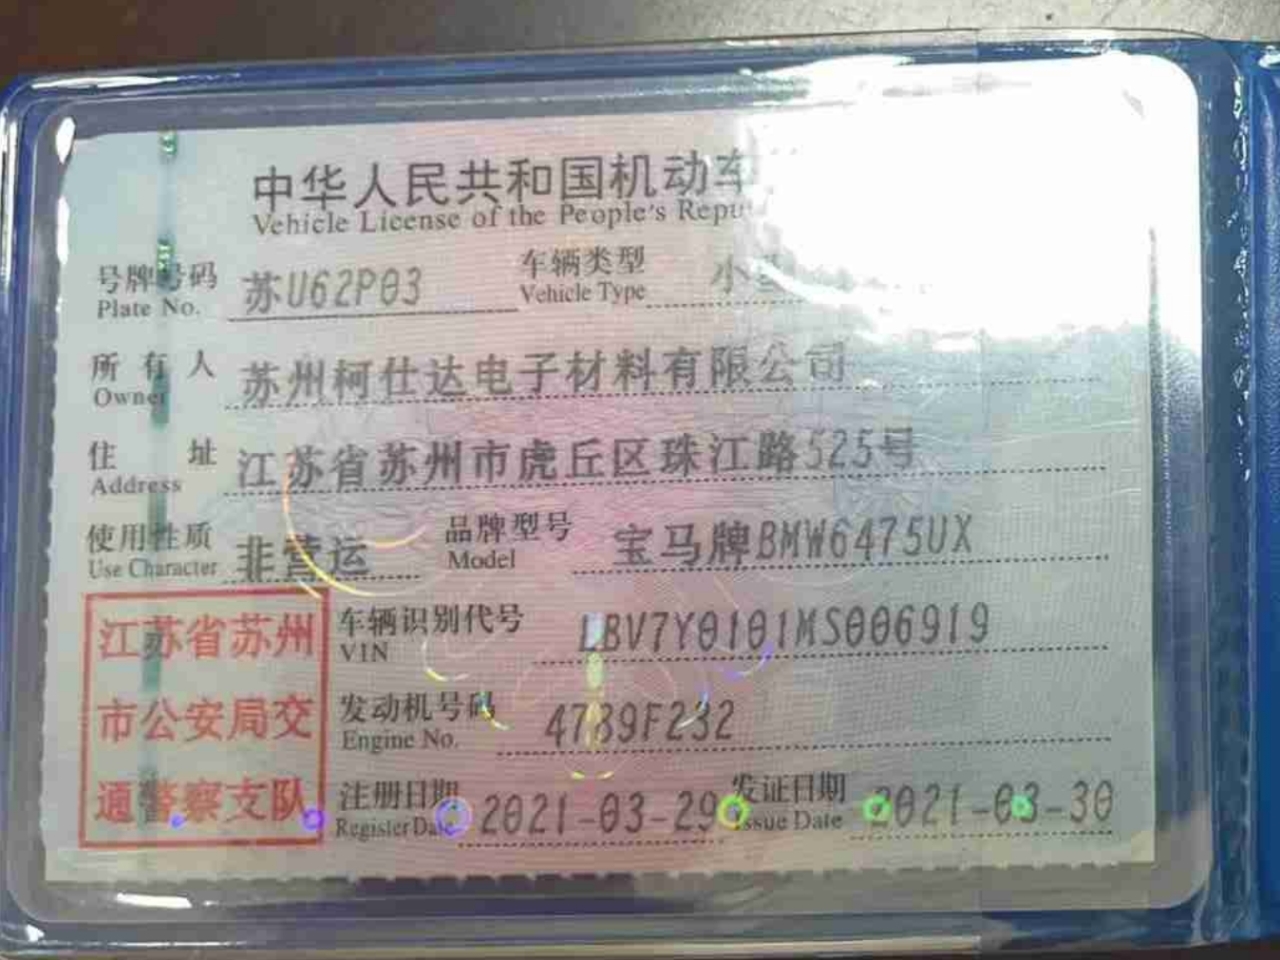 中华人民共和国机动车
Vehicle License of the People's
号牌号码 苏U62P03 车辆类型 小
Plate No. Vehicle Type
所有人 苏州柯仕达电子材料有限公司
Owner
住址 江苏省苏州市虎丘区珠江路525号
Address
使用性质 非营运 品牌型号 宝马牌BMW6475UX
Use Character Model
江苏省苏州
市公安局交
通警察支队
车辆识别代号 LBV7Y0101MS006919
VIN
发动机号码 4789F232
Engine No.
注册日期 2021-03-29 发证日期 2021-03-30
Register Date Issue Date